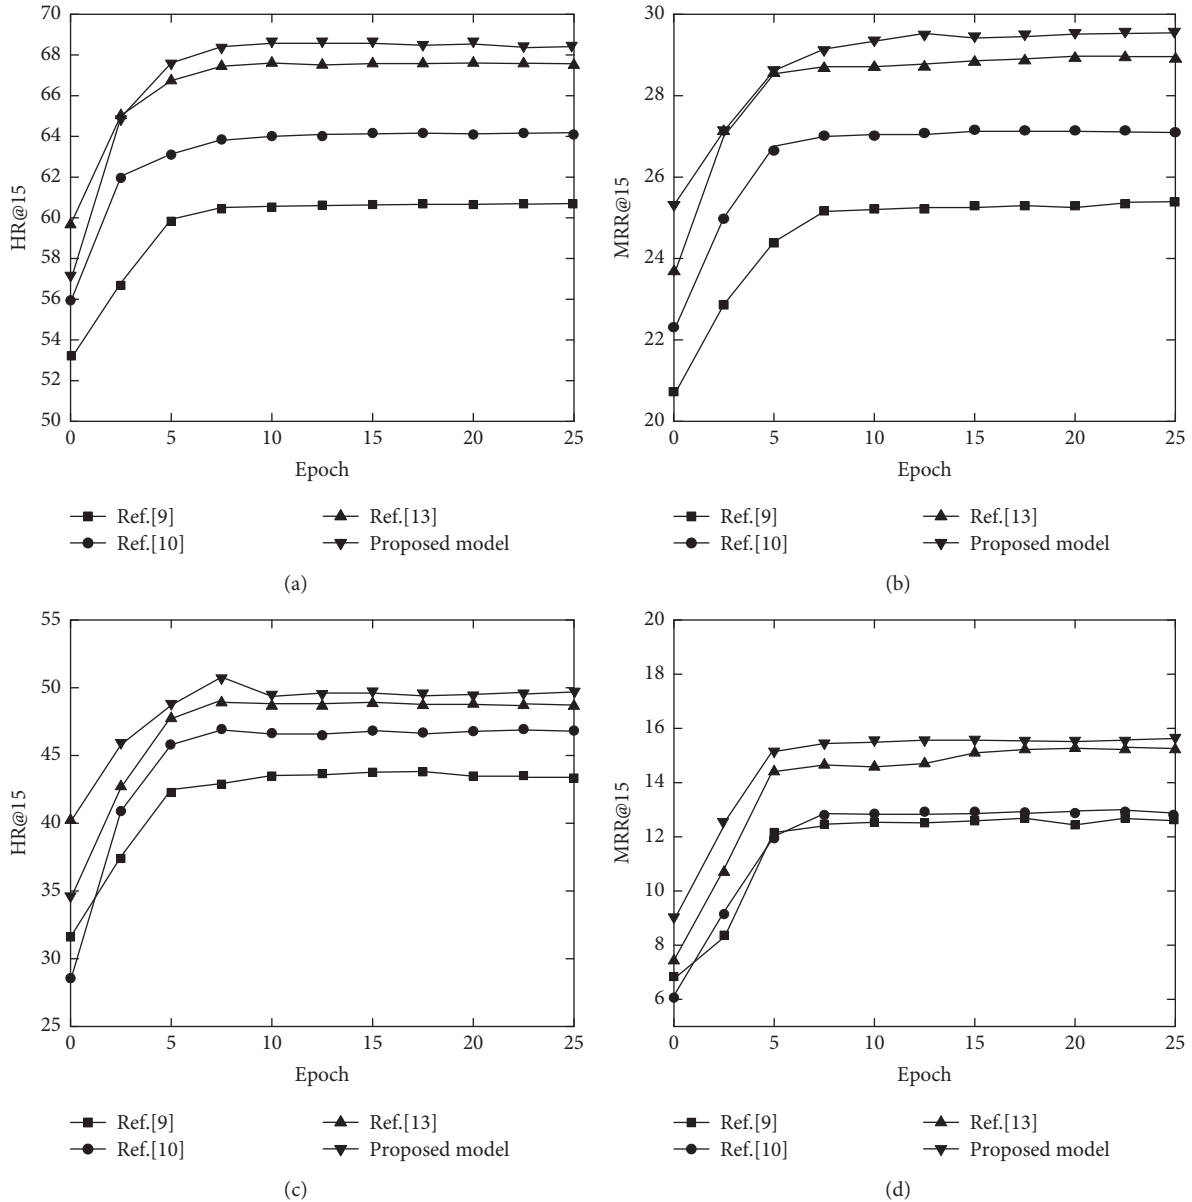 70
68
66
64
62
60
58
56
53
52
50
HR@15
0 5 10 15 20 25
Epoch
Ref.[9]
Ref.[10]
Ref.[13]
Proposed model
(a)
30
28
26
24
22
20
MRR@15
0 5 10 15 20 25
Epoch
Ref.[9]
Ref.[10]
Ref.[13]
Proposed model
(b)
55
50
45
40
35
30
25
HR@15
0 5 10 15 20 25
Epoch
Ref.[9]
Ref.[10]
Ref.[13]
Proposed model
(c)
20
18
16
14
12
10
8
6
MRR@15
0 5 10 15 20 25
Epoch
Ref.[9]
Ref.[10]
Ref.[13]
Proposed model
(d)